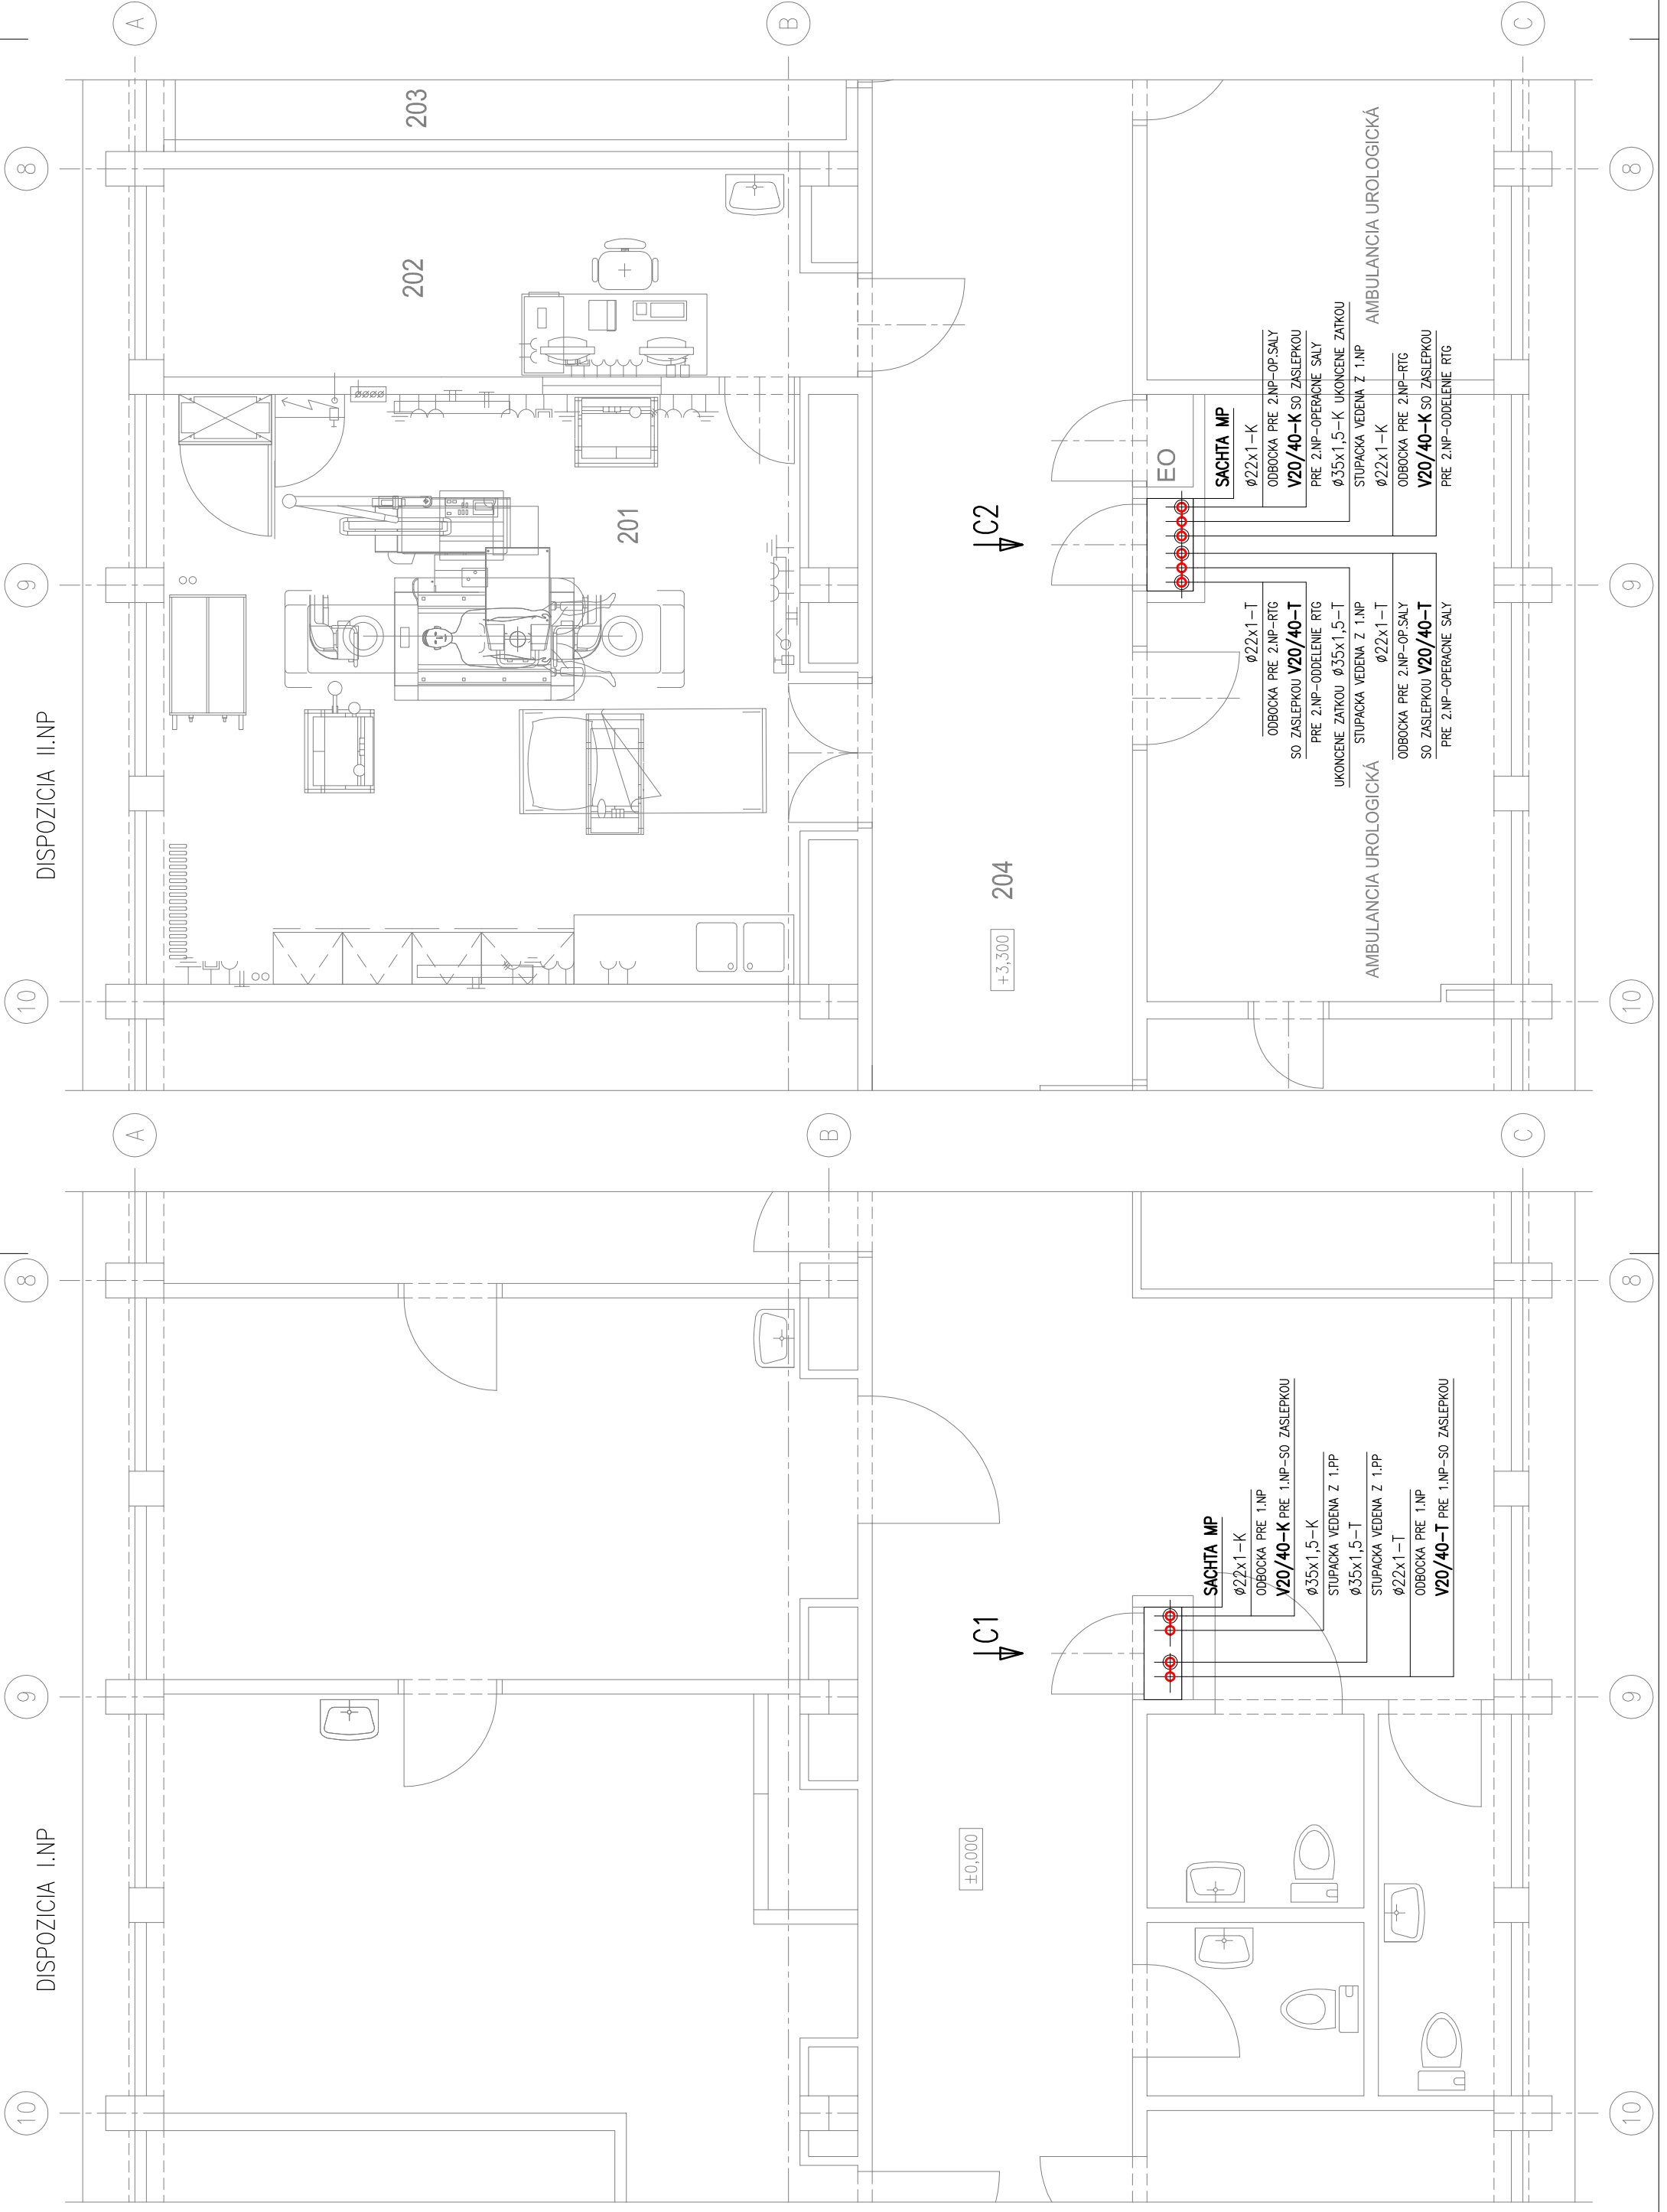 DISPOZICIA I.NP
10
9
8
A
B
C
±0,000
C1
SACHTA MP
ø22x1-K
ODBOCKA PRE 1.NP
V20/40-K PRE 1.NP-SO ZASLEPKOU
ø35x1,5-K
STUPACKA VEDENA Z 1.PP
ø35x1,5-T
STUPACKA VEDENA Z 1.PP
ø22x1-T
ODBOCKA PRE 1.NP
V20/40-T PRE 1.NP-SO ZASLEPKOU
10
9
8
DISPOZICIA II.NP
10
9
8
A
B
C
203
202
201
204
+3,300
C2
EO
SACHTA MP
ø22x1-T
ODBOCKA PRE 2.NP-RTG
SO ZASLEPKOU V20/40-T
PRE 2.NP-ODDELENIE RTG
UKONCENE ZATKOU ø35x1,5-T
STUPACKA VEDENA Z 1.NP
ø22x1-T
ODBOCKA PRE 2.NP-OP.SALY
SO ZASLEPKOU V20/40-T
PRE 2.NP-OPERACNE SALY
ø22x1-K
ODBOCKA PRE 2.NP-OP.SALY
V20/40-K SO ZASLEPKOU
PRE 2.NP-OPERACNE SALY
ø35x1,5-K UKONCENE ZATKOU
STUPACKA VEDENA Z 1.NP
ø22x1-K
ODBOCKA PRE 2.NP-RTG
V20/40-K SO ZASLEPKOU
PRE 2.NP-ODDELENIE RTG
AMBULANCIA UROLOGICKÁ
AMBULANCIA UROLOGICKÁ
10
9
8